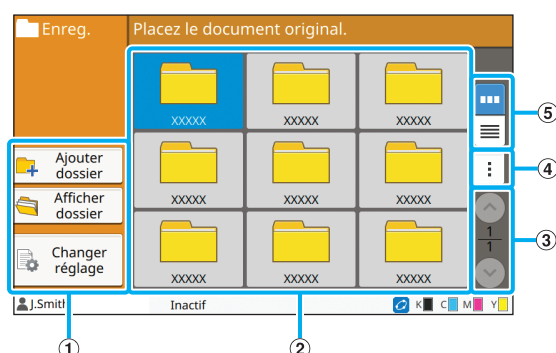 Enreg.
Placez le document original.
XXXXX XXXXX XXXXX
⑤
Ajouter
dossier
④
XXXXX XXXXX XXXXX
Afficher
dossier
1
1
③
Changer
réglage
XXXXX XXXXX XXXXX
J.Smith Inactif K C M Y
① ②